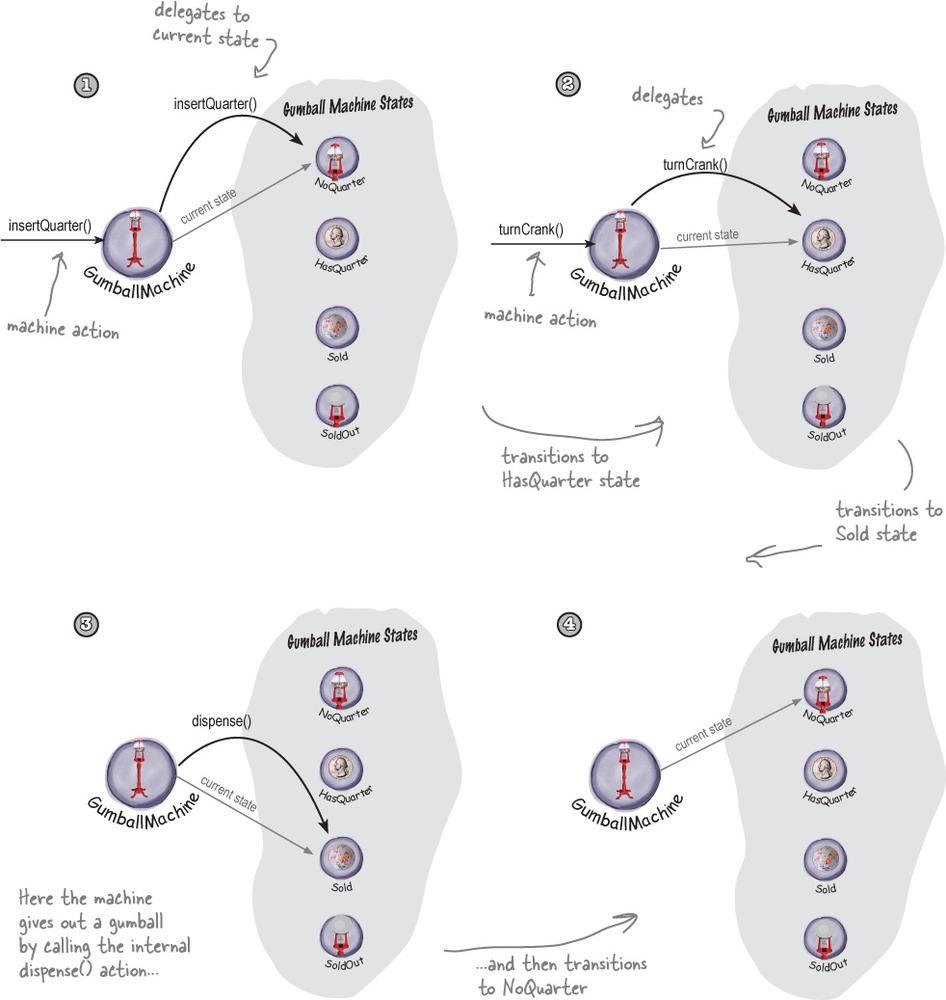 delegates to
current state
1
insertQuarter()
Gumball Machine States
NoQuarter
current state
insertQuarter()
GumballMachine
HasQuarter
machine action
Sold
SoldOut
2
delegates
Gumball Machine States
turnCrank()
NoQuarter
turnCrank()
current state
GumballMachine
HasQuarter
machine action
Sold
SoldOut
transitions to
HasQuarter state
transitions to
Sold state
3
Gumball Machine States
NoQuarter
dispense()
current state
GumballMachine
HasQuarter
Sold
Here the machine
gives out a gumball
by calling the internal
dispense() action...
SoldOut
...and then transitions
to NoQuarter
4
Gumball Machine States
NoQuarter
current state
GumballMachine
HasQuarter
Sold
SoldOut